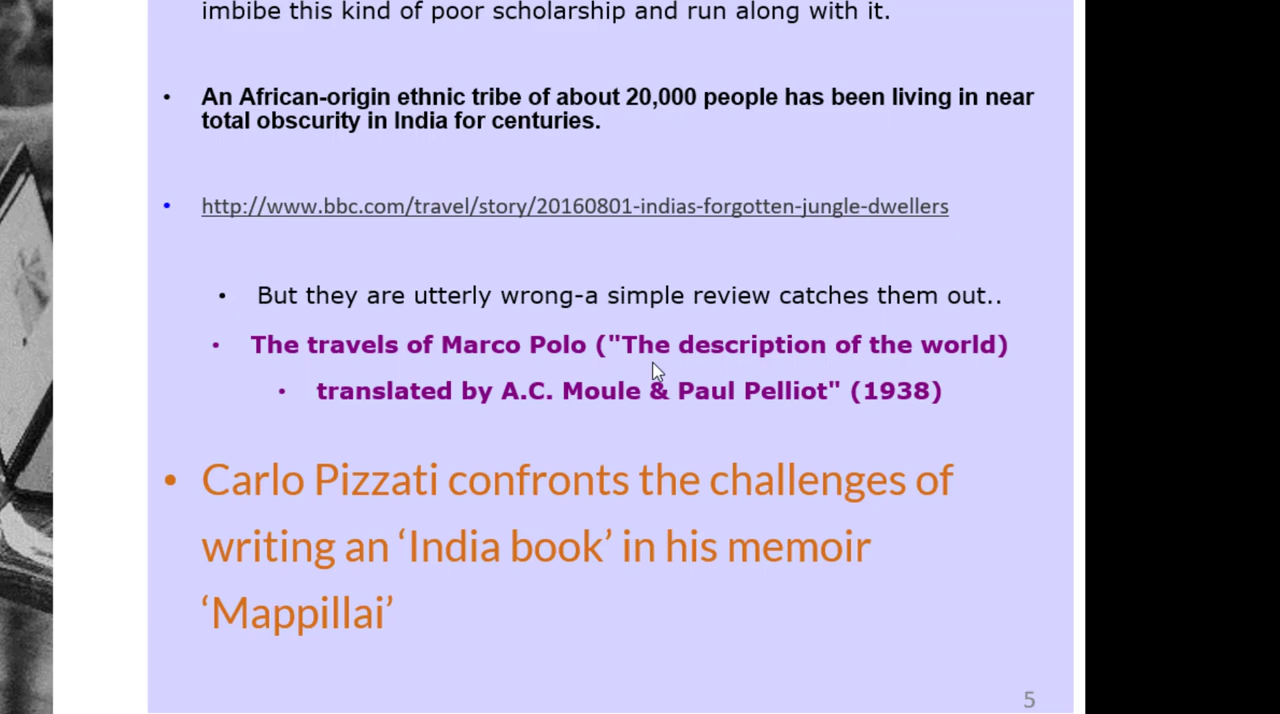 imbibe this kind of poor scholarship and run along with it.
• An African-origin ethnic tribe of about 20,000 people has been living in near
total obscurity in India for centuries.
• http://www.bbc.com/travel/story/20160801-indias-forgotten-jungle-dwellers
• But they are utterly wrong-a simple review catches them out..
• The travels of Marco Polo ("The description of the world)
• translated by A.C. Moule & Paul Pelliot" (1938)
• Carlo Pizzati confronts the challenges of
writing an ‘India book’ in his memoir
‘Mappillai’
5